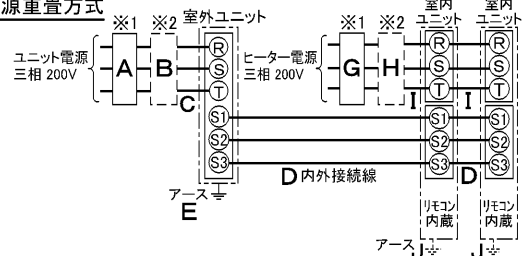 源重畳方式
※1 ※2 室外ユニット ※1 ※2 室内ユニット 室内ユニット
ユニット電源 三相 200V A B R ヒーター電源 三相 200V G H R R
S S S
T T T
C I I
S1 S1 S1
S2 S2 S2
S3 S3 S3
D 内外接続線 D
アース E
リモコン内蔵 リモコン内蔵
アース J J